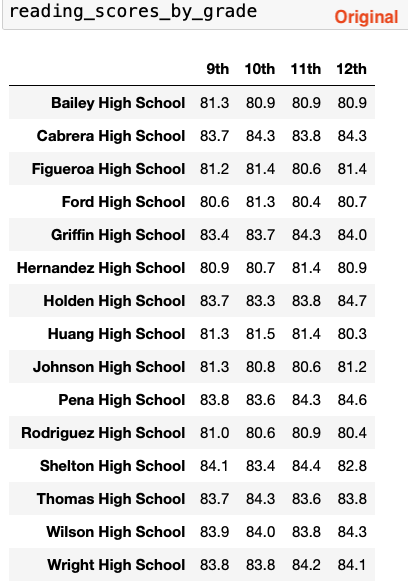 reading_scores_by_grade Original
9th 10th 11th 12th
Bailey High School 81.3 80.9 80.9 80.9
Cabrera High School 83.7 84.3 83.8 84.3
Figueroa High School 81.2 81.4 80.6 81.4
Ford High School 80.6 81.3 80.4 80.7
Griffin High School 83.4 83.7 84.3 84.0
Hernandez High School 80.9 80.7 81.4 80.9
Holden High School 83.7 83.3 83.8 84.7
Huang High School 81.3 81.5 81.4 80.3
Johnson High School 81.3 80.8 80.6 81.2
Pena High School 83.8 83.6 84.3 84.6
Rodriguez High School 81.0 80.6 80.9 80.4
Shelton High School 84.1 83.4 84.4 82.8
Thomas High School 83.7 84.3 83.6 83.8
Wilson High School 83.9 84.0 83.8 84.3
Wright High School 83.8 83.8 84.2 84.1